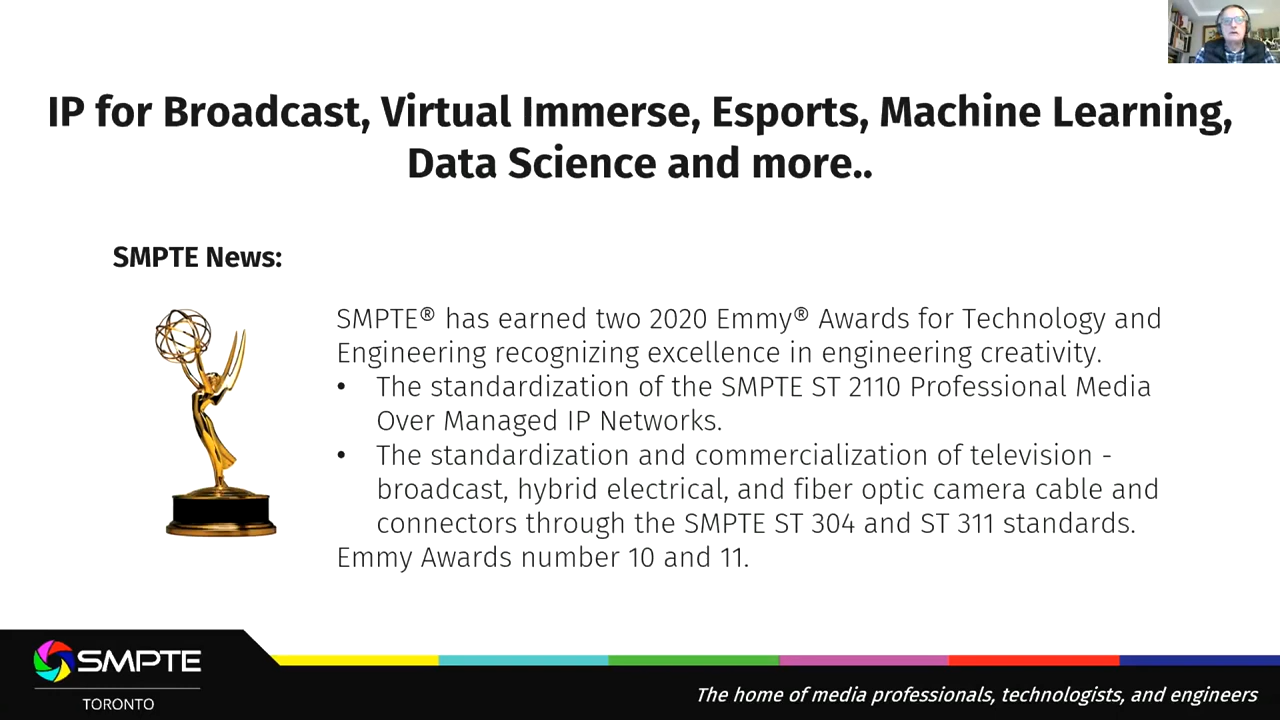 IP for Broadcast, Virtual Immerse, Esports, Machine Learning,
Data Science and more..
SMPTE News:
SMPTE® has earned two 2020 Emmy® Awards for Technology and
Engineering recognizing excellence in engineering creativity.
• The standardization of the SMPTE ST 2110 Professional Media
Over Managed IP Networks.
• The standardization and commercialization of television -
broadcast, hybrid electrical, and fiber optic camera cable and
connectors through the SMPTE ST 304 and ST 311 standards.
Emmy Awards number 10 and 11.
SMPTE
TORONTO
The home of media professionals, technologists, and engineers